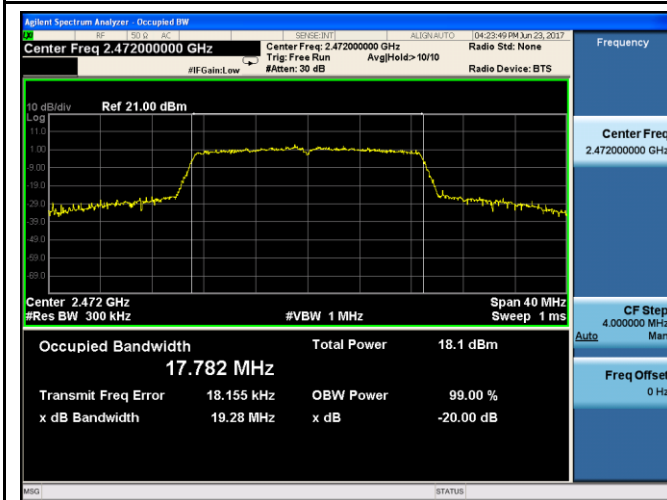 Agilent Spectrum Analyzer - Occupied BW
RF 50 Ω AC SENSE:INT ALIGN AUTO 04:23:49 PM Jun 23, 2017
Center Freq 2.472000000 GHz Center Freq: 2.472000000 GHz Radio Std: None Frequency
Trig: Free Run Avg|Hold:> 10/10
#IFGain:Low #Atten: 30 dB Radio Device: BTS
10 dB/div Ref 21.00 dBm
Log
11.0
1.00
-9.00
-19.0
-29.0
-39.0
-49.0
-59.0
-69.0
Center Freq
2.472000000 GHz
Center 2.472 GHz Span 40 MHz
#Res BW 300 kHz #VBW 1 MHz Sweep 1 ms
CF Step
4.000000 MHz
Auto Man
Occupied Bandwidth Total Power 18.1 dBm
17.782 MHz
Transmit Freq Error 18.155 kHz OBW Power 99.00 %
x dB Bandwidth 19.28 MHz x dB -20.00 dB
Freq Offset
0 Hz
MSG STATUS